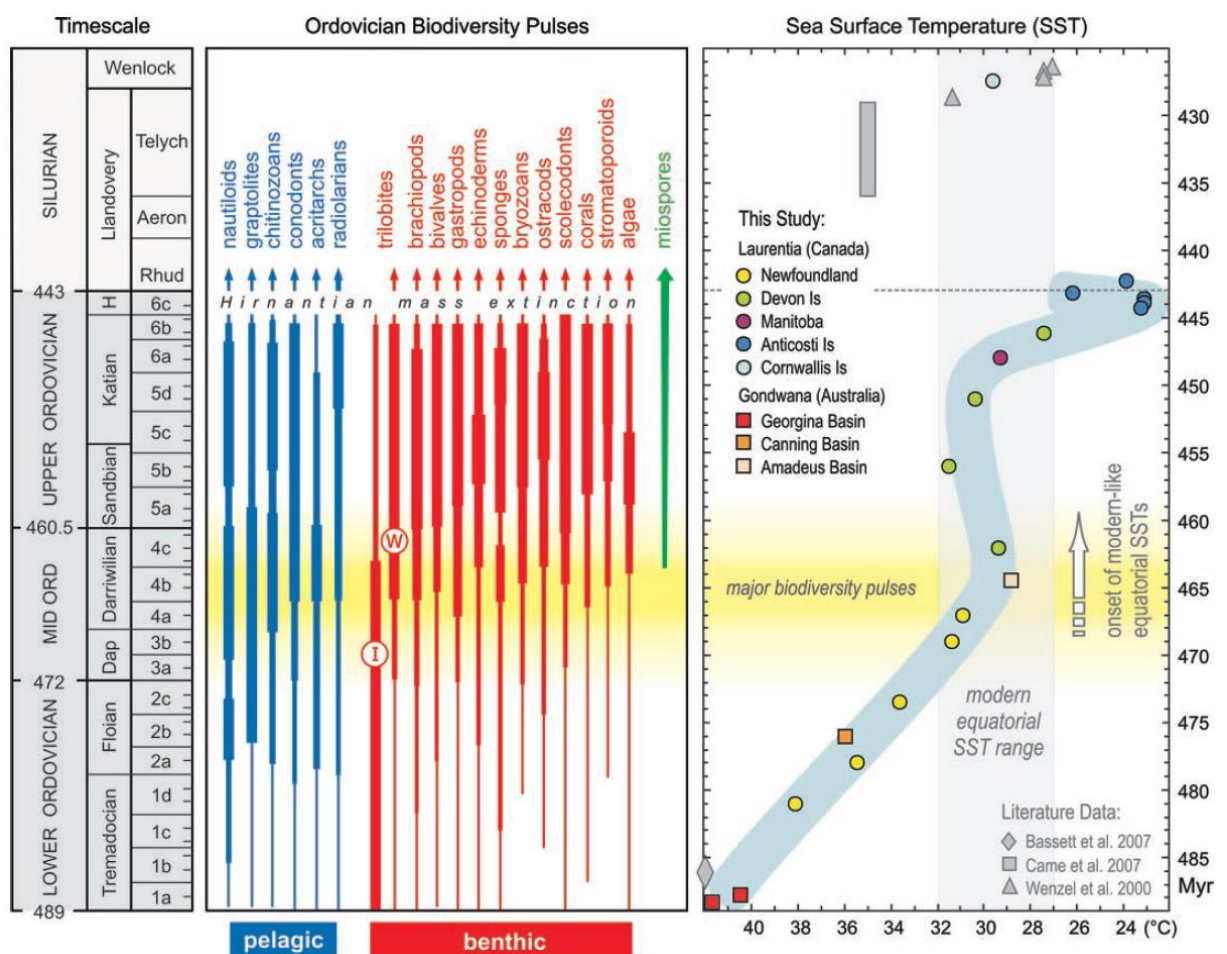 Timescale
Ordovician Biodiversity Pulses
Sea Surface Temperature (SST)
SILURIAN
UPPER ORDOVICIAN
MID ORD
LOWER ORDOVICIAN
443
460.5
472
489
Wenlock
Llandovery
Katian
Sandbian
Darriwilian
Dap
Floian
Tremadocian
Telych
Aeron
Rhud
H
6c
6b
6a
5d
5c
5b
5a
4c
4b
4a
3b
3a
2c
2b
2a
1d
1c
1b
1a
nautiloids
graptolites
chitinozoans
conodonts
acritarchs
radiolarians
trilobites
brachiopods
bivalves
gastropods
echinoderms
sponges
bryozoans
ostracods
scolecodonts
corals
stromatoporoids
algae
miospores
Hirnantian mass extinction
W
I
pelagic
benthic
This Study:
Laurentia (Canada)
Newfoundland
Devon Is
Manitoba
Anticosti Is
Cornwallis Is
Gondwana (Australia)
Georgina Basin
Canning Basin
Amadeus Basin
major biodiversity pulses
onset of modern-like
equatorial SSTs
modern
equatorial
SST range
Literature Data:
Bassett et al. 2007
Came et al. 2007
Wenzel et al. 2000
430
435
440
445
450
455
460
465
470
475
480
485
Myr
40 38 36 34 32 30 28 26 24 (°C)